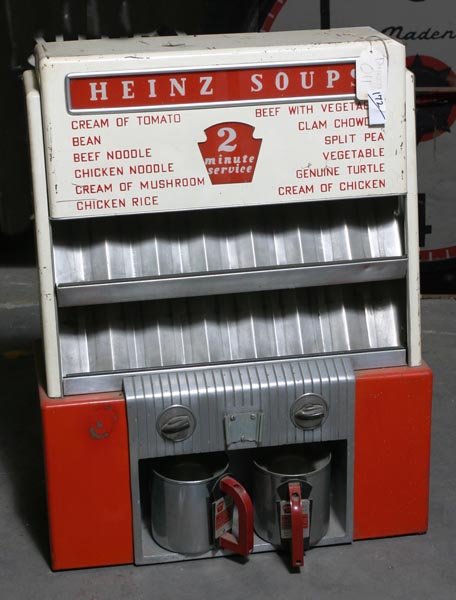 Maden
HEINZ SOUPS
CREAM OF TOMATO
BEAN
BEEF NOODLE
CHICKEN NOODLE
CREAM OF MUSHROOM
CHICKEN RICE
2
minute
service
BEEF WITH VEGETA
CLAM CHOWD
SPLIT PEA
VEGETABLE
GENUINE TURTLE
CREAM OF CHICKEN